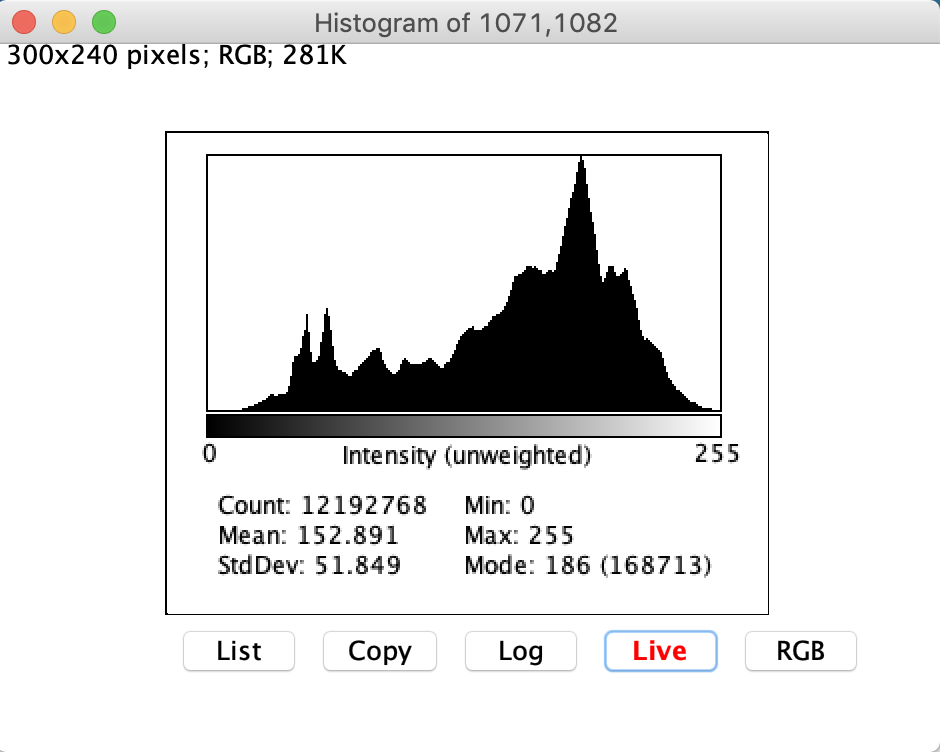 Histogram of 1071,1082
300x240 pixels; RGB; 281K
0 Intensity (unweighted) 255
Count: 12192768 Min: 0
Mean: 152.891 Max: 255
StdDev: 51.849 Mode: 186 (168713)
List Copy Log Live RGB